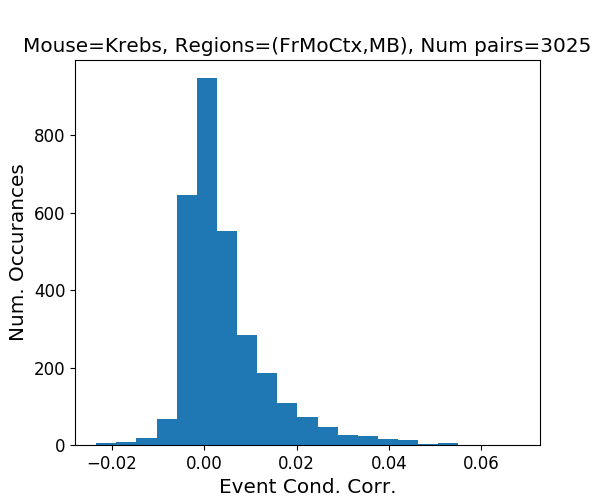 Mouse=Krebs, Regions=(FrMoCtx,MB), Num pairs=3025
Num. Occurances
800
600
400
200
0
−0.02 0.00 0.02 0.04 0.06
Event Cond. Corr.